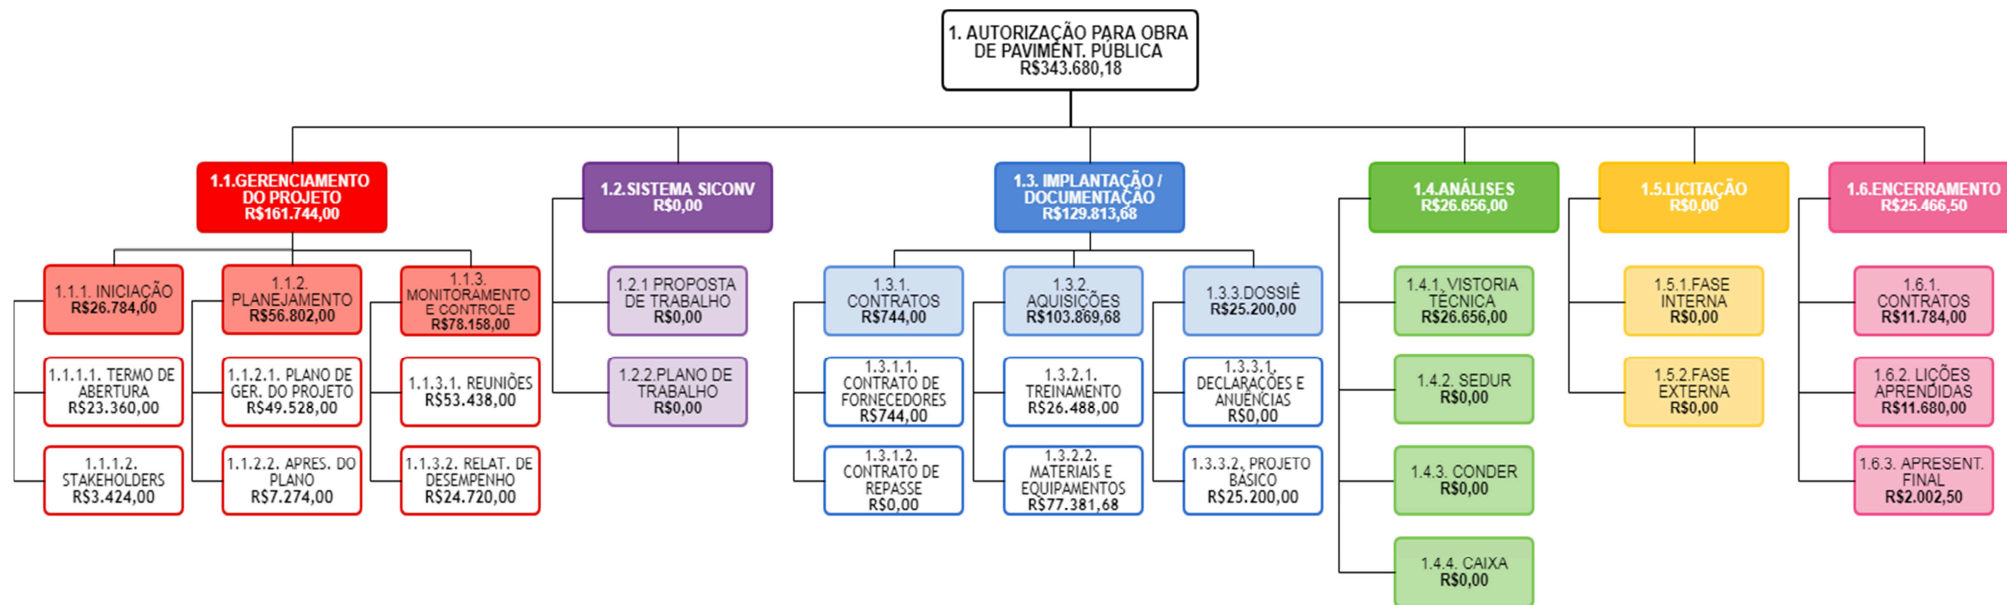 1. AUTORIZAÇÃO PARA OBRA
DE PAVIMENT. PÚBLICA
R$343.680,18
1.1.GERENCIAMENTO
DO PROJETO
R$161.744,00
1.2.SISTEMA SICONV
R$0,00
1.3. IMPLANTAÇÃO /
DOCUMENTAÇÃO
R$129.813,68
1.4.ANÁLISES
R$26.656,00
1.5.LICITAÇÃO
R$0,00
1.6.ENCERRAMENTO
R$25.466,50
1.1.1. INICIAÇÃO
R$26.784,00
1.1.2.
PLANEJAMENTO
R$56.802,00
1.1.3.
MONITORAMENTO
E CONTROLE
R$78.158,00
1.2.1 PROPOSTA
DE TRABALHO
R$0,00
1.3.1.
CONTRATOS
R$744,00
1.3.2.
AQUISIÇÕES
R$103.869,68
1.3.3.DOSSIÊ
R$25.200,00
1.4.1. VISTORIA
TÉCNICA
R$26.656,00
1.5.1.FASE
INTERNA
R$0,00
1.6.1.
CONTRATOS
R$11.784,00
1.1.1.1. TERMO DE
ABERTURA
R$23.360,00
1.1.2.1. PLANO DE
GER. DO PROJETO
R$49.528,00
1.1.3.1. REUNIÕES
R$53.438,00
1.2.2.PLANO DE
TRABALHO
R$0,00
1.3.1.1.
CONTRATO DE
FORNECEDORES
R$744,00
1.3.2.1.
TREINAMENTO
R$26.488,00
1.3.3.1.
DECLARAÇÕES E
ANUÊNCIAS
R$0,00
1.4.2. SEDUR
R$0,00
1.5.2.FASE
EXTERNA
R$0,00
1.6.2. LIÇÕES
APRENDIDAS
R$11.680,00
1.1.1.2.
STAKEHOLDERS
R$3.424,00
1.1.2.2. APRES. DO
PLANO
R$7.274,00
1.1.3.2. RELAT. DE
DESEMPENHO
R$24.720,00
1.3.1.2.
CONTRATO DE
REPASSE
R$0,00
1.3.2.2.
MATERIAIS E
EQUIPAMENTOS
R$77.381,68
1.3.3.2. PROJETO
BÁSICO
R$25.200,00
1.4.3. CONDER
R$0,00
1.6.3. APRESENT.
FINAL
R$2.002,50
1.4.4. CAIXA
R$0,00